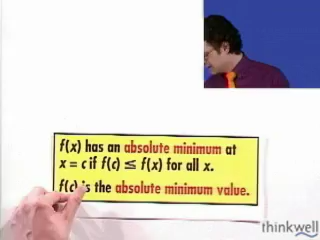 f(x) has an absolute minimum at
x = c if f(c) ≤ f(x) for all x.
f(c) is the absolute minimum value.
thinkwell